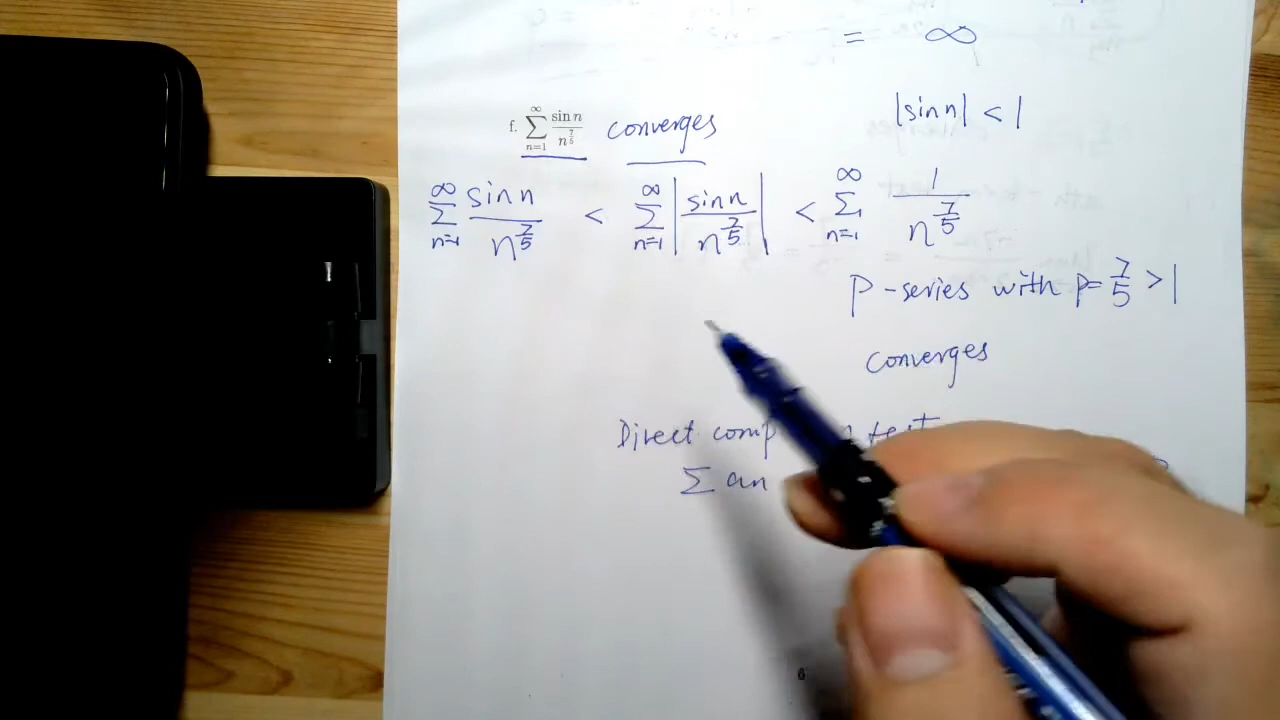 = ∞
|sin n| < 1
f. ∑_{n=1}^{∞} sin n / n^{7/5} converges
∑_{n=1}^{∞} sin n / n^{7/5} < ∑_{n=1}^{∞} |sin n / n^{7/5}| < ∑_{n=1}^{∞} 1 / n^{7/5}
P-series with p = 7/5 > 1
converges
Direct test
∑ an